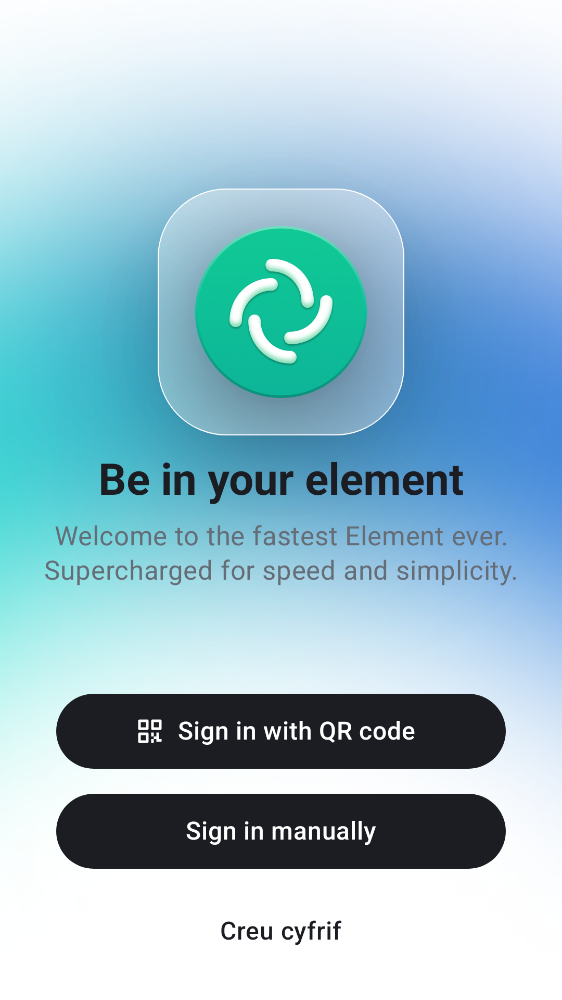 Be in your element
Welcome to the fastest Element ever.
Supercharged for speed and simplicity.
Sign in with QR code
Sign in manually
Creu cyfrif